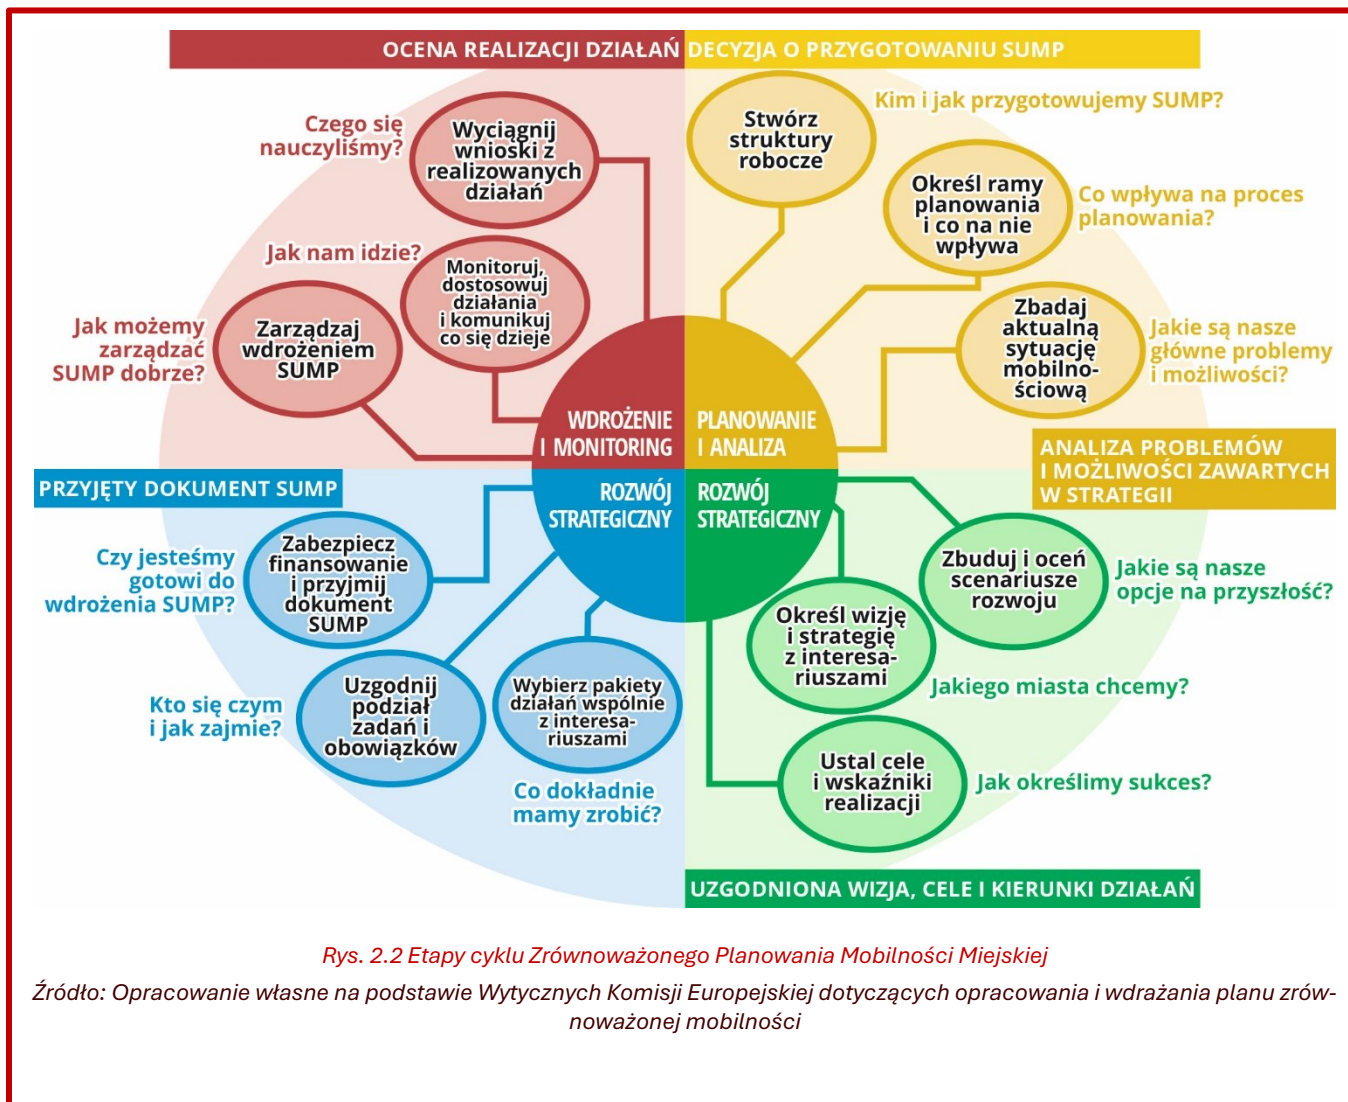 OCENA REALIZACJI DZIAŁAŃ
DECYZJA O PRZYGOTOWANIU SUMP
Kim i jak przygotowujemy SUMP?
Stwórz
struktury
robocze
Określ ramy
planowania
i co na nie
wpływa
Co wpływa na proces
planowania?
Zbadaj
aktualną
sytuację
mobilno-
ściową
Jakie są nasze
główne problemy
i możliwości?
PLANOWANIE
I ANALIZA
ANALIZA PROBLEMÓW
I MOŻLIWOŚCI ZAWARTYCH
W STRATEGII
ROZWÓJ
STRATEGICZNY
Zbuduj i oceń
scenariusze
rozwoju
Jakie są nasze
opcje na przyszłość?
Określ wizję
i strategię
z interesa-
riuszami
Jakiego miasta chcemy?
Ustal cele
i wskaźniki
realizacji
Jak określimy sukces?
UZGODNIONA WIZJA, CELE I KIERUNKI DZIAŁAŃ
ROZWÓJ
STRATEGICZNY
Wybierz pakiety
działań wspólnie
z interesa-
riuszami
Co dokładnie
mamy zrobić?
Uzgodnij
podział
zadań i
obowiązków
Kto się czym
i jak zajmie?
Zabezpiecz
finansowanie
i przyjmij
dokument
SUMP
Czy jesteśmy
gotowi do
wdrożenia SUMP?
PRZYJĘTY DOKUMENT SUMP
WDROŻENIE
I MONITORING
Zarządzaj
wdrożeniem
SUMP
Jak możemy
zarządzać
SUMP dobrze?
Monitoruj,
dostosowuj
działania
i komunikuj
co się dzieje
Jak nam idzie?
Wyciągnij
wnioski z
realizowanych
działań
Czego się
nauczyliśmy?
Rys. 2.2 Etapy cyklu Zrównoważonego Planowania Mobilności Miejskiej
Źródło: Opracowanie własne na podstawie Wytycznych Komisji Europejskiej dotyczących opracowania i wdrażania planu zrów-
noważonej mobilności